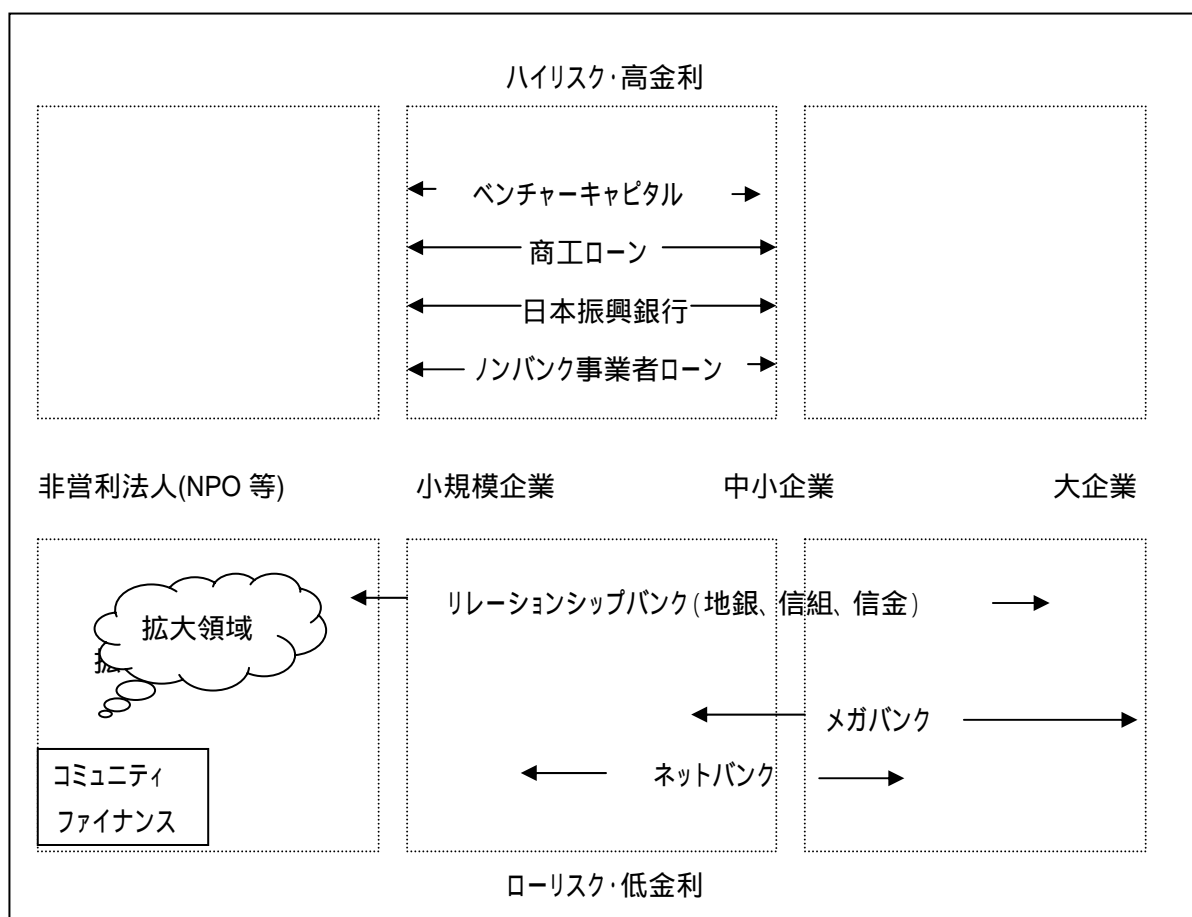 ハイリスク・高金利
ベンチャーキャピタル
商工ローン
日本振興銀行
ノンバンク事業者ローン
非営利法人(NPO 等) 小規模企業 中小企業 大企業
リレーションシップバンク(地銀、信組、信金)
拡大領域
拡
メガバンク
ネットバンク
コミュニティ
ファイナンス
ローリスク・低金利